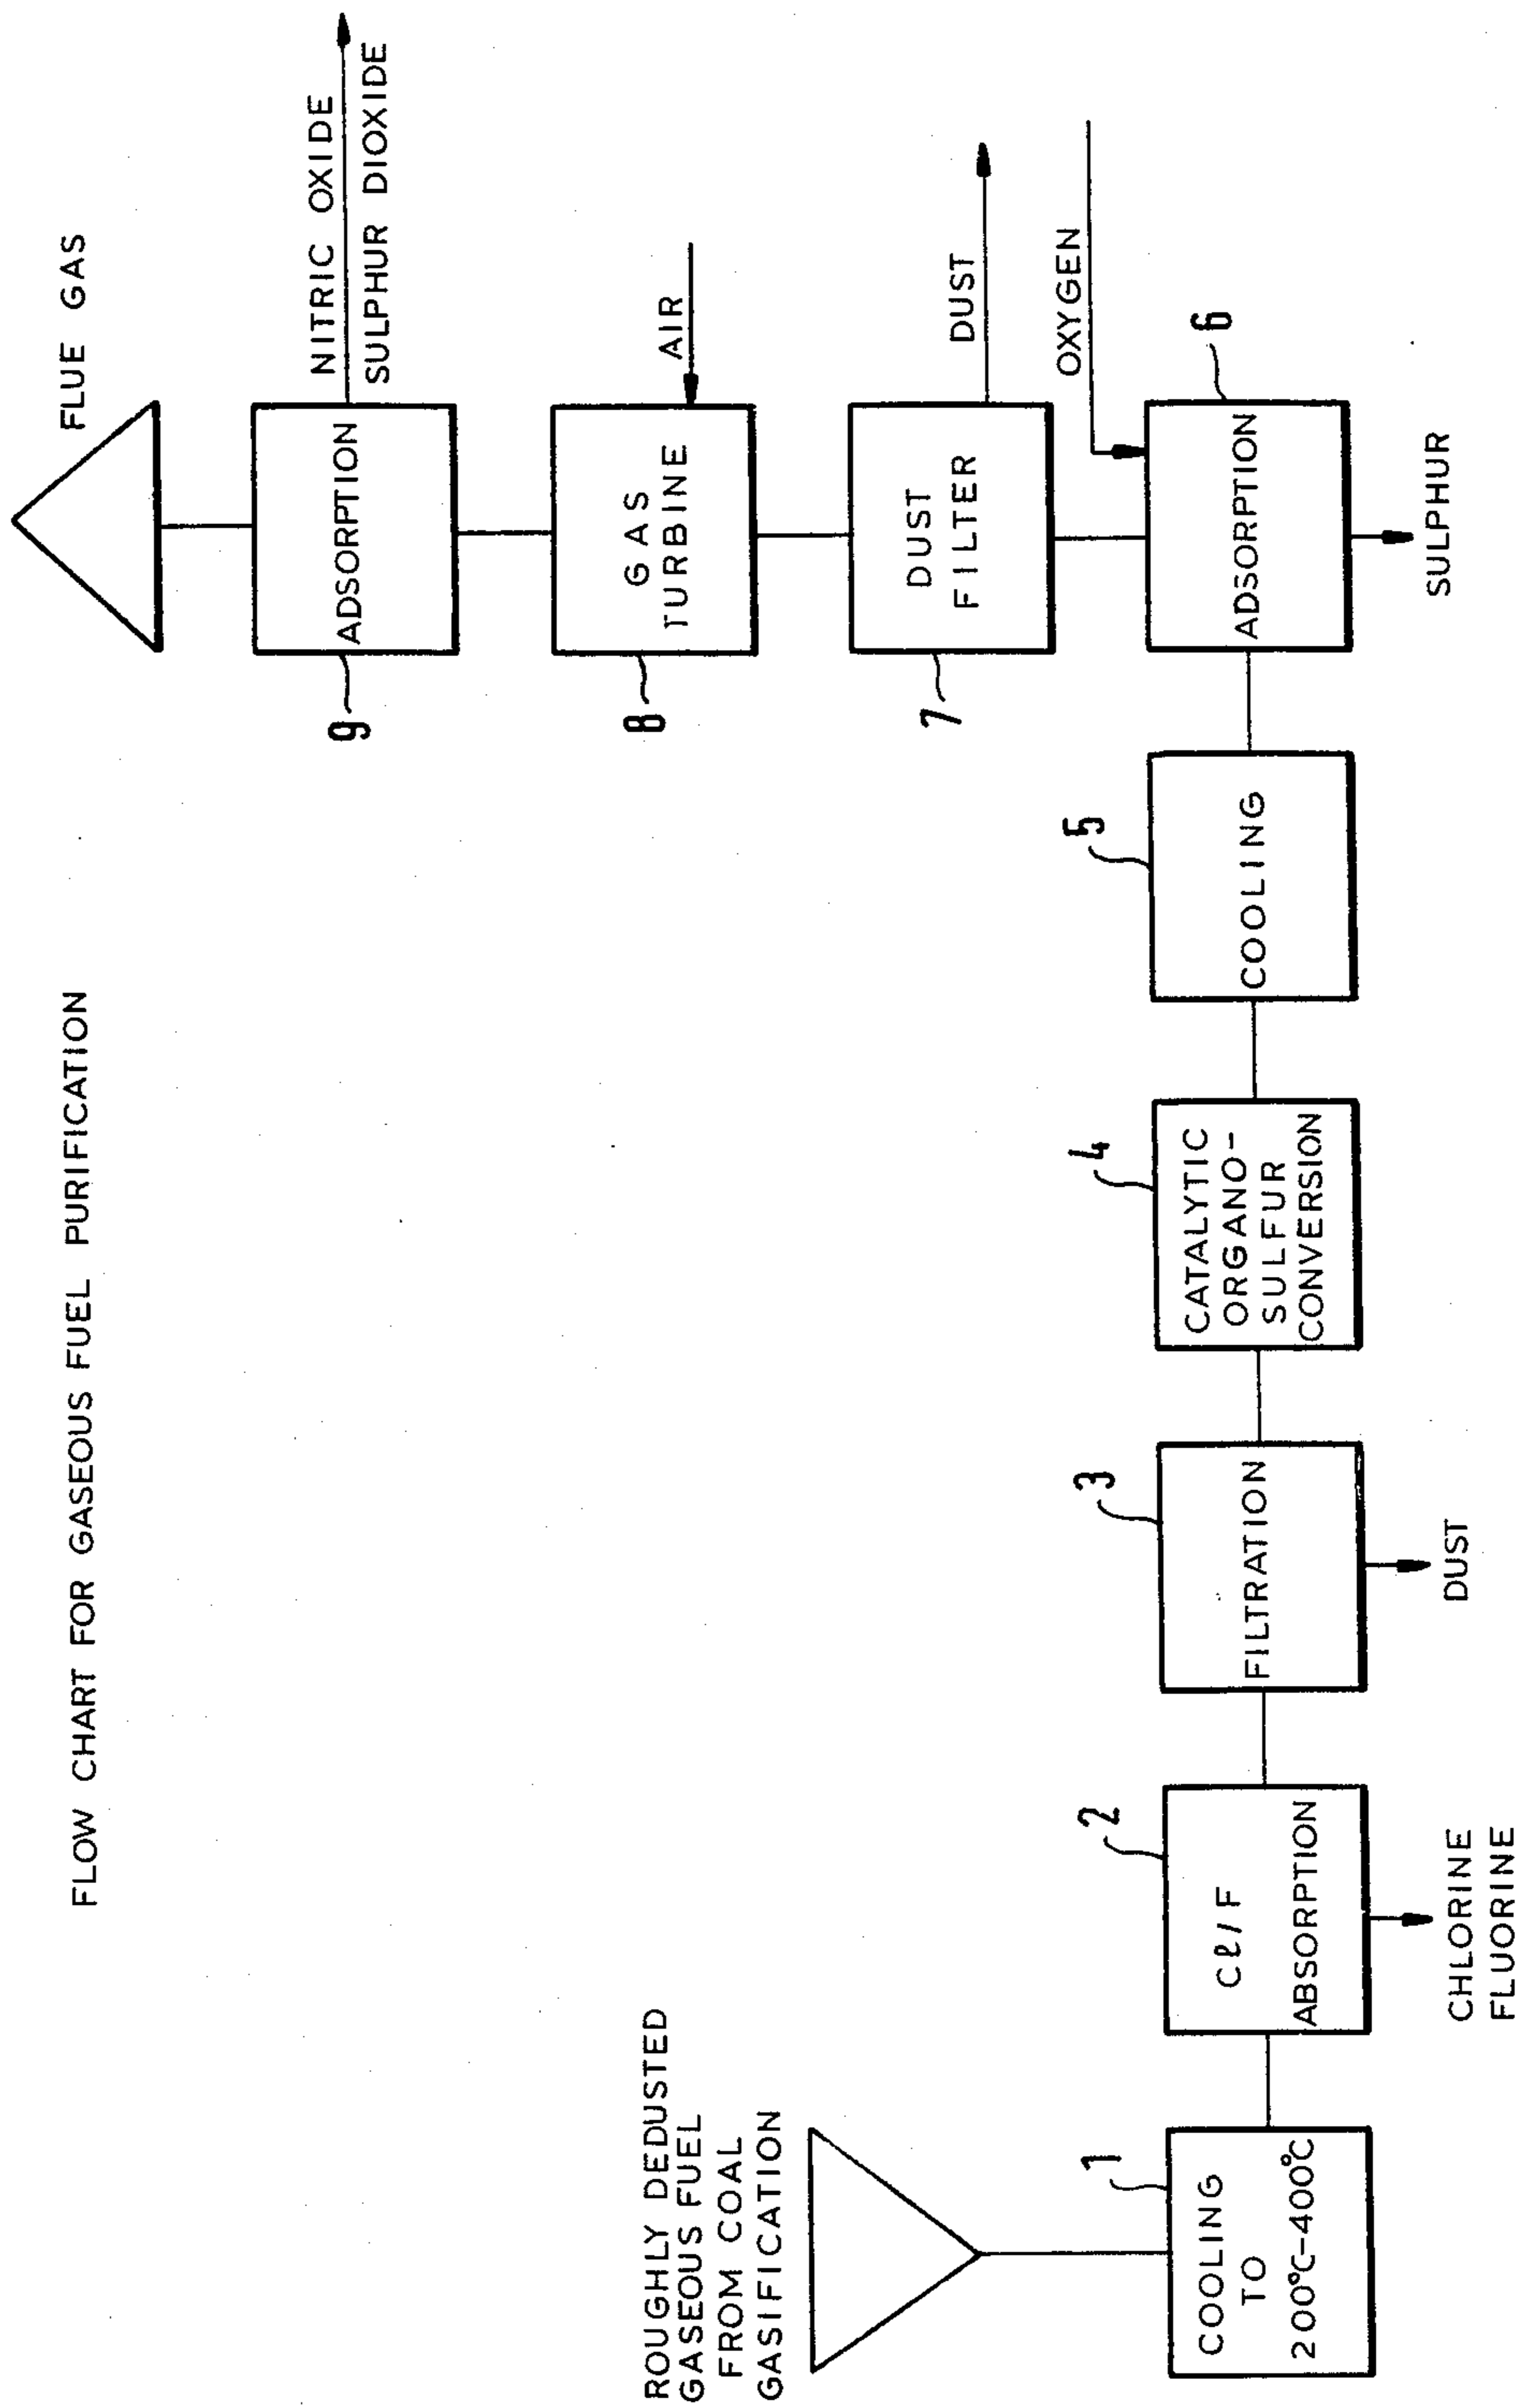 FLOW CHART FOR GASEOUS FUEL PURIFICATION
ROUGHLY DEDUSTED
GASEOUS FUEL
FROM COAL
GASIFICATION
1
COOLING
TO
200°C-400°C
2
Cℓ/F
ABSORPTION
CHLORINE
FLUORINE
3
FILTRATION
DUST
4
CATALYTIC
ORGANO-
SULFUR
CONVERSION
5
COOLING
6
ADSORPTION
SULPHUR
OXYGEN
7
DUST
FILTER
DUST
8
GAS
TURBINE
AIR
9
ADSORPTION
NITRIC OXIDE
SULPHUR DIOXIDE
FLUE GAS